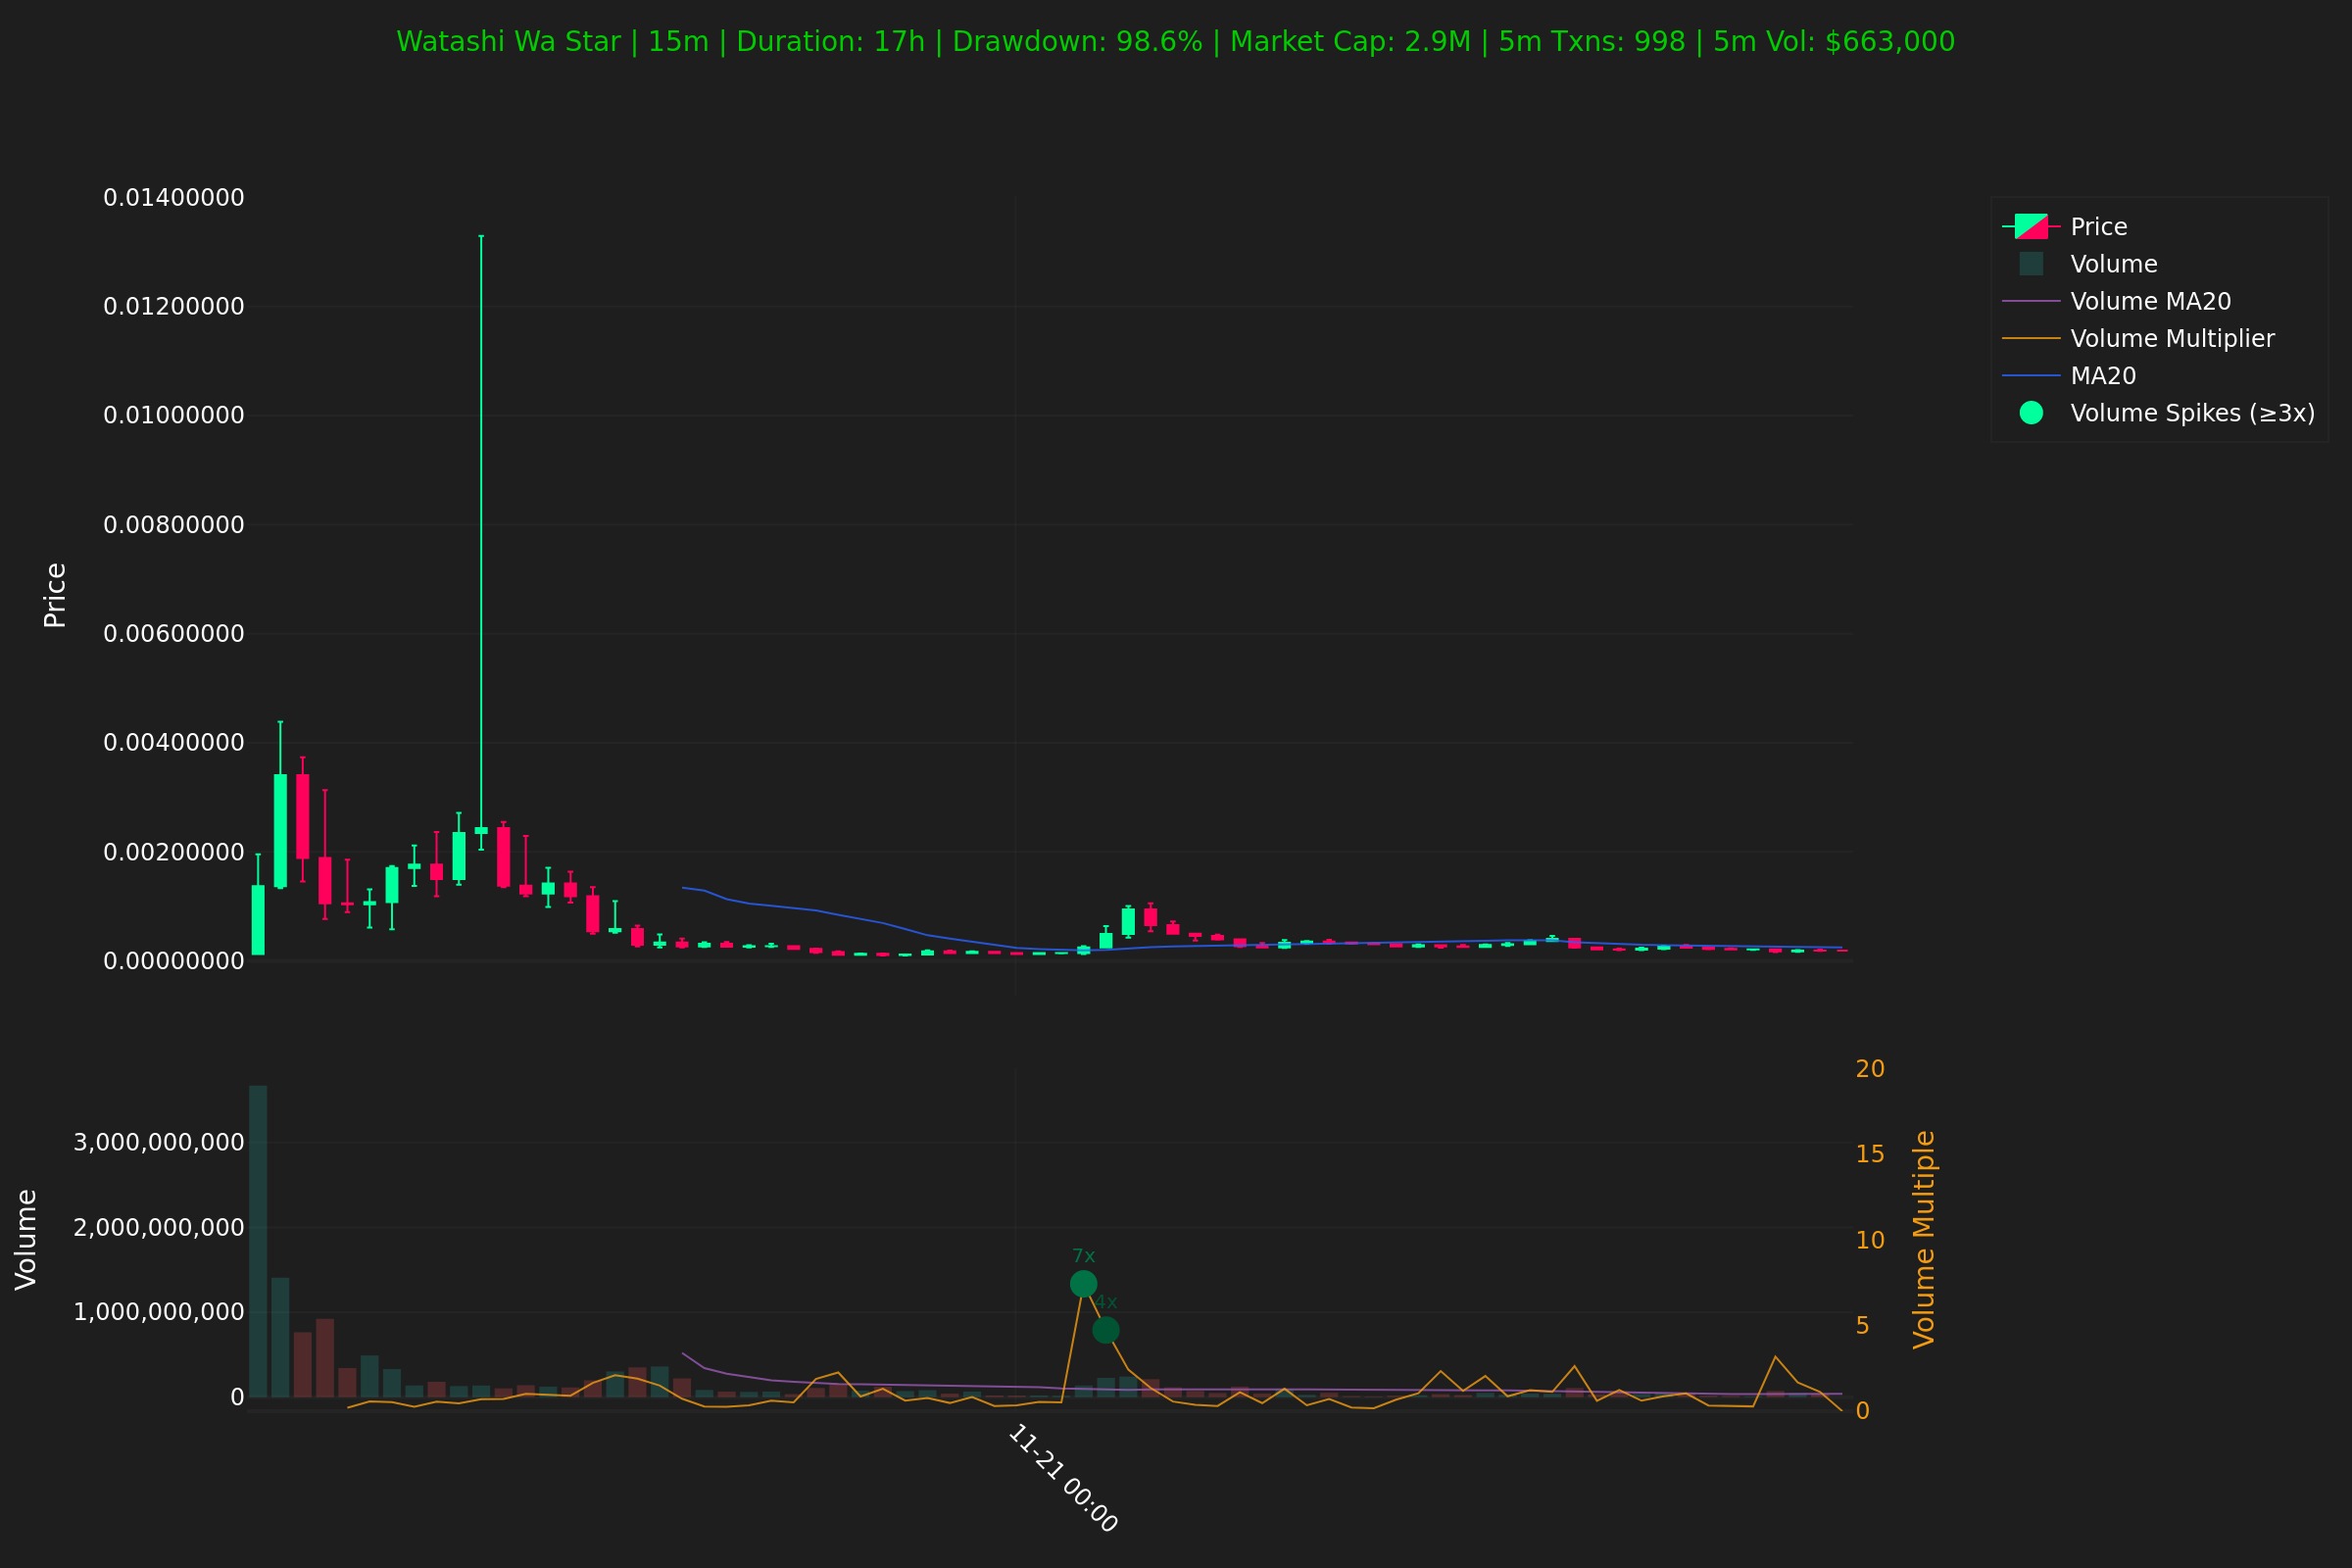 Watashi Wa Star | 15m | Duration: 17h | Drawdown: 98.6% | Market Cap: 2.9M | 5m Txns: 998 | 5m Vol: $663,000
Price
0.01400000
0.01200000
0.01000000
0.00800000
0.00600000
0.00400000
0.00200000
0.00000000
Price
Volume
Volume MA20
Volume Multiplier
MA20
Volume Spikes (≥3x)
Volume
3,000,000,000
2,000,000,000
1,000,000,000
0
7x
4x
20
15
10
5
0
Volume Multiple
11-21 00:00